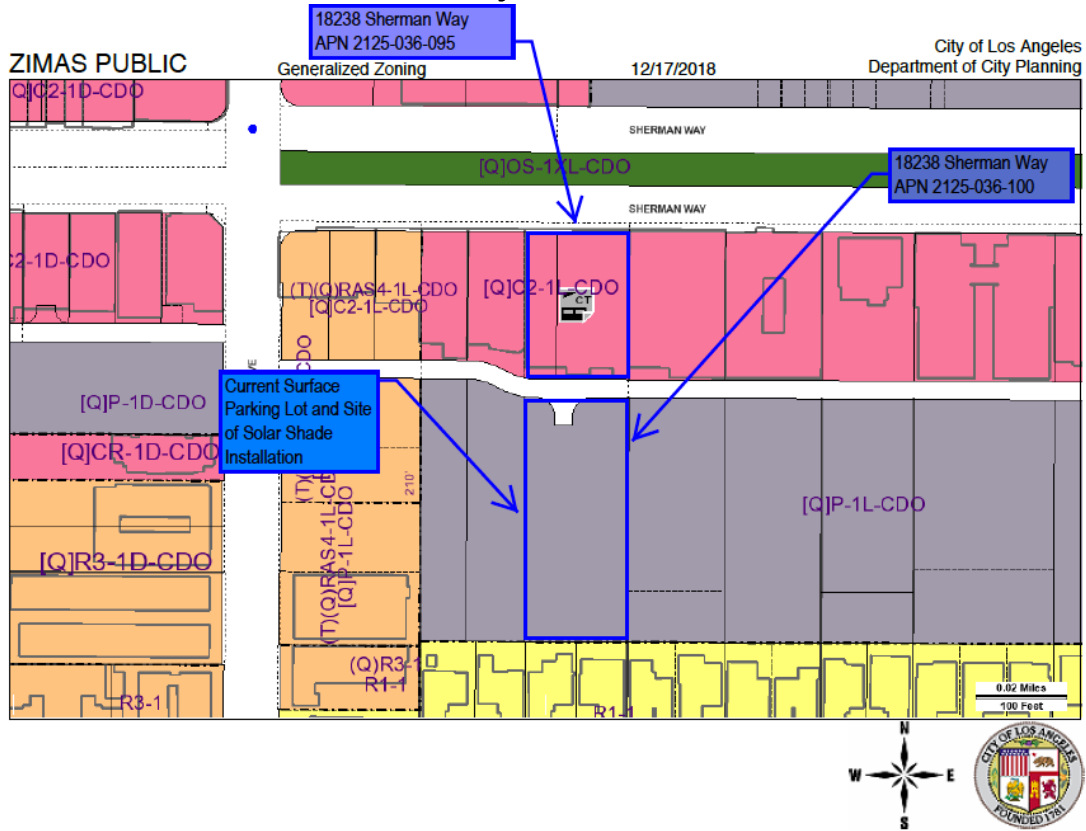 18238 Sherman Way
APN 2125-036-095
ZIMAS PUBLIC
Generalized Zoning
12/17/2018
City of Los Angeles
Department of City Planning
Q]C2-1D-CDO
SHERMAN WAY
[Q]OS-1XL-CDO
18238 Sherman Way
APN 2125-036-100
SHERMAN WAY
2-1D-CDO
(T)(Q)RAS4-1L-CDO
[Q]C2-1L-CDO
[Q]C2-1L-CDO
CT
CDO
VE
Current Surface
Parking Lot and Site
of Solar Shade
Installation
[Q]P-1D-CDO
[Q]CR-1D-CDO
210'
(T)(Q)RAS4-1L-CD
[Q]P-1L-CDO
[Q]P-1L-CDO
[Q]R3-1D-CDO
(Q)R3-1
R1-1
R3-1
R1-1
0.02 Miles
100 Feet
N
W
E
S
CITY OF LOS ANGELES
FOUNDED 1781